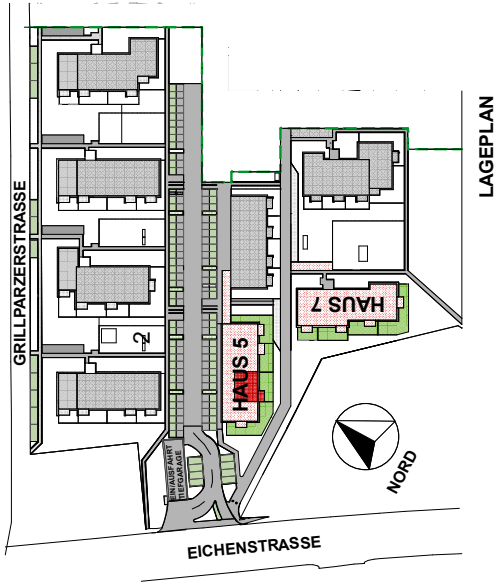 LAGEPLAN
GRILLPARZERSTRASSE
2
HAUS 5
HAUS 7
EIN/AUSFAHRT
TIEFGARAGE
NORD
EICHENSTRASSE